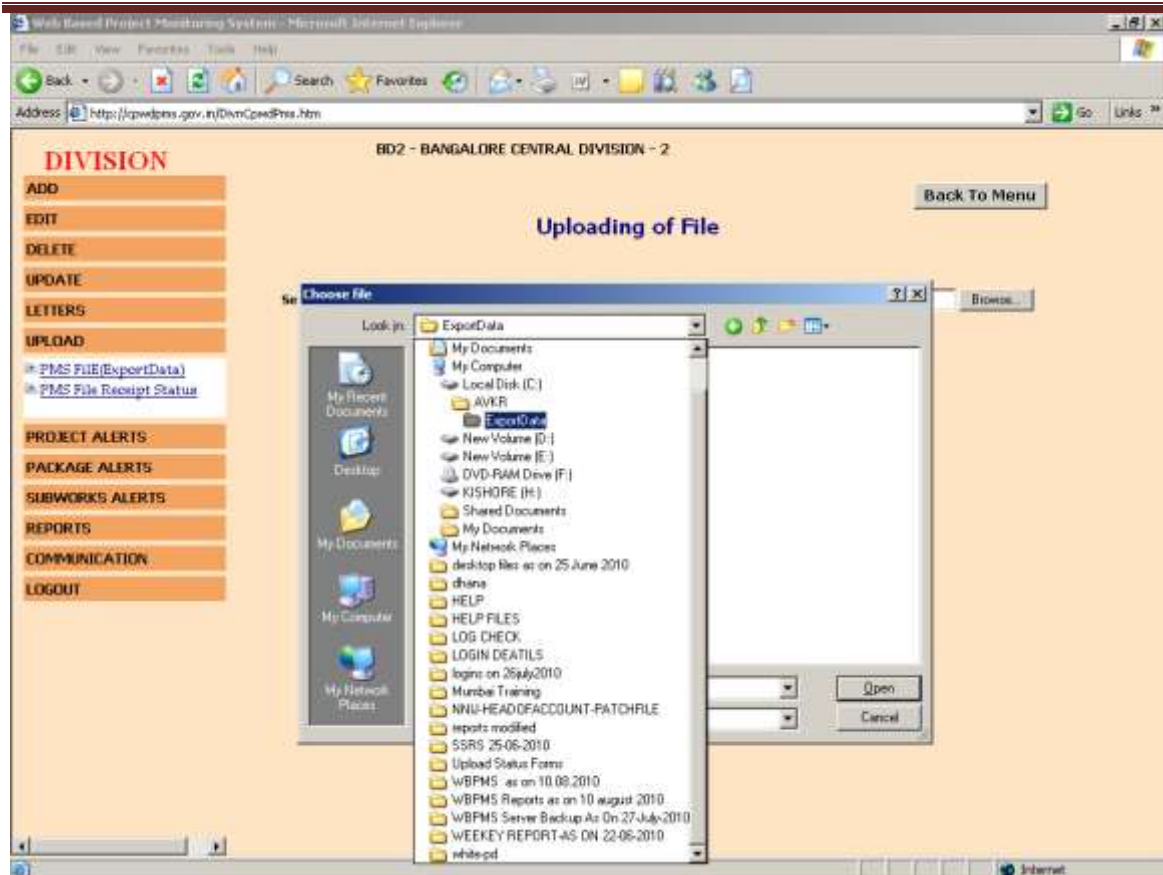 Web Based Project Monitoring System - Microsoft Internet Explorer
File Edit View Favorites Tools Help
Back Search Favorites
Address http://cpwdpms.gov.in/DivnCpwdPms.htm Go Links »
DIVISION
BD2 - BANGALORE CENTRAL DIVISION - 2
ADD
Back To Menu
EDIT
Uploading of File
DELETE
UPDATE
LETTERS
UPLOAD
PMS FilE(ExportData)
PMS File Receipt Status
PROJECT ALERTS
PACKAGE ALERTS
SUBWORKS ALERTS
REPORTS
COMMUNICATION
LOGOUT
Se
Browse...
Choose file
Look in: ExportData
My Recent Documents
Desktop
My Documents
My Computer
My Network Places
My Documents
My Computer
Local Disk (C:)
AVKR
ExportData
New Volume (D:)
New Volume (E:)
DVD-RAM Drive (F:)
KISHORE (H:)
Shared Documents
My Documents
My Network Places
desktop files as on 25 June 2010
dhana
HELP
HELP FILES
LOG CHECK
LOGIN DEATILS
logins on 26july2010
Mumbai Training
NNU-HEADOFACCOUNT-PATCHFILE
reports modified
SSRS 25-06-2010
Upload Status Forms
WBPMS as on 10.08.2010
WBPMS Reports as on 10 august 2010
WBPMS Server Backup As On 27-July-2010
WEEKEY REPORT-AS ON 22-06-2010
white-pd
Open
Cancel
Internet